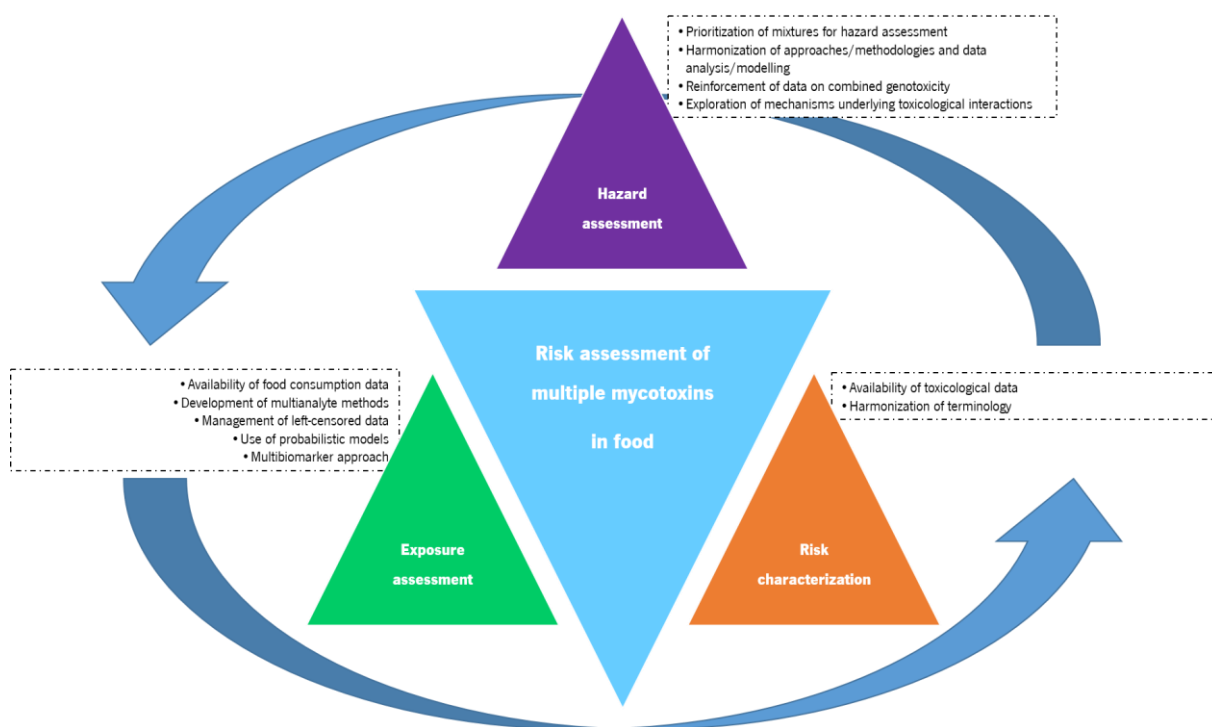 • Prioritization of mixtures for hazard assessment
• Harmonization of approaches/methodologies and data
analysis/modelling
• Reinforcement of data on combined genotoxicity
• Exploration of mechanisms underlying toxicological interactions
Hazard
assessment
Risk assessment of
multiple mycotoxins
in food
• Availability of food consumption data
• Development of multianalyte methods
• Management of left-censored data
• Use of probabilistic models
• Multibiomarker approach
• Availability of toxicological data
• Harmonization of terminology
Exposure
assessment
Risk
characterization